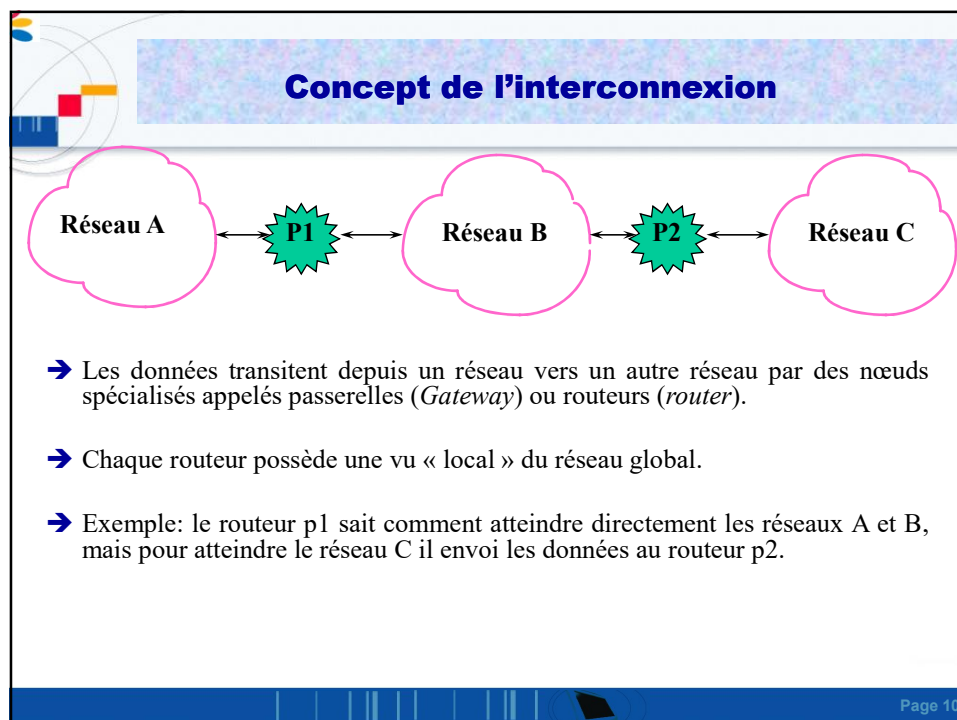 Concept de l'interconnexion
Réseau A
P1
Réseau B
P2
Réseau C
➔ Les données transitent depuis un réseau vers un autre réseau par des nœuds
spécialisés appelés passerelles (Gateway) ou routeurs (router).
➔ Chaque routeur possède une vu « local » du réseau global.
➔ Exemple: le routeur p1 sait comment atteindre directement les réseaux A et B,
mais pour atteindre le réseau C il envoi les données au routeur p2.
Page 10